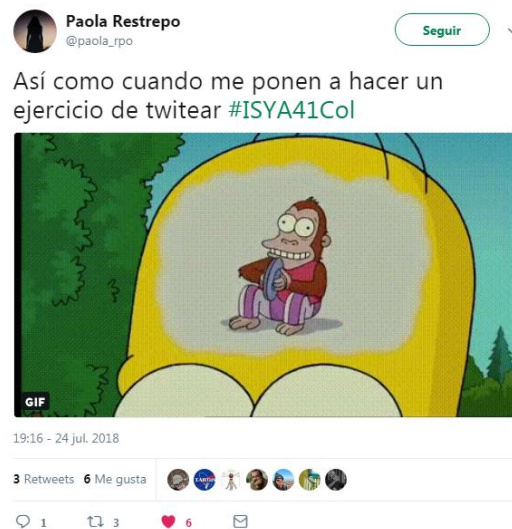 Paola Restrepo
@paola_rpo
Seguir
Así como cuando me ponen a hacer un
ejercicio de twitear #ISYA41Col
GIF
19:16 - 24 jul. 2018
3 Retweets 6 Me gusta
1 3 6